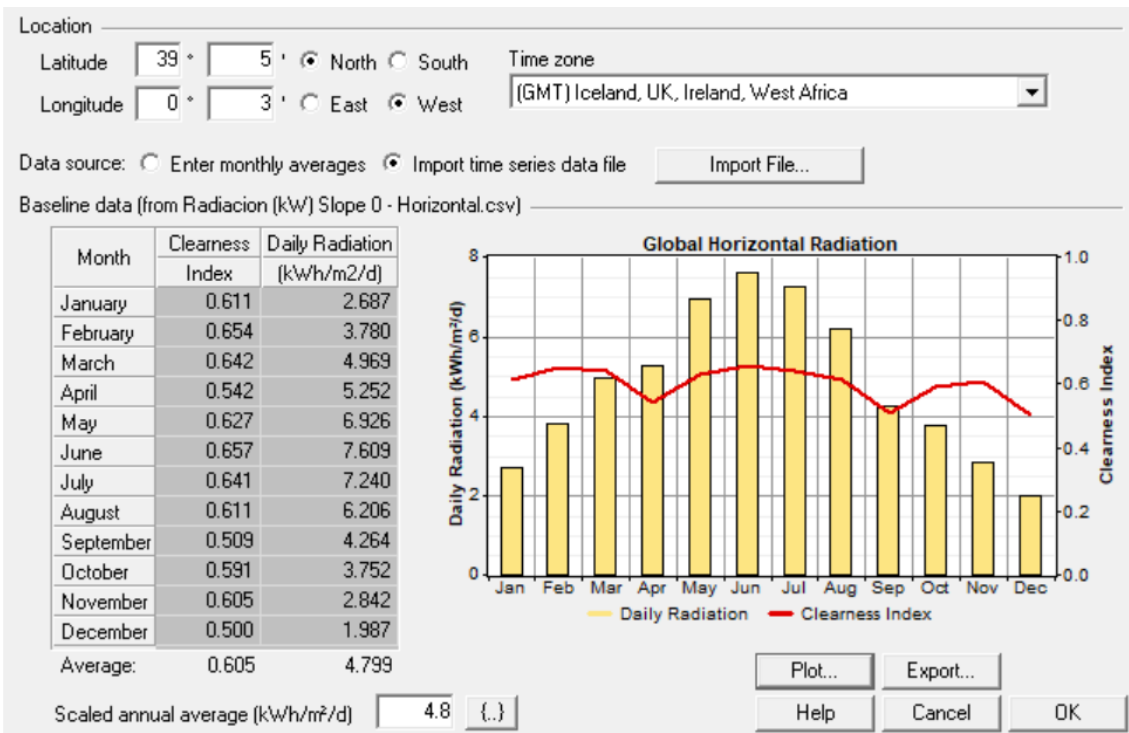 Location
Latitude 39 ° 5 ' North South Time zone
Longitude 0 ° 3 ' East West (GMT) Iceland, UK, Ireland, West Africa
Data source: Enter monthly averages Import time series data file Import File...
Baseline data (from Radiacion (kW) Slope 0 - Horizontal.csv)
Month Clearness Daily Radiation
Index (kWh/m2/d)
January 0.611 2.687
February 0.654 3.780
March 0.642 4.969
April 0.542 5.252
May 0.627 6.926
June 0.657 7.609
July 0.641 7.240
August 0.611 6.206
September 0.509 4.264
October 0.591 3.752
November 0.605 2.842
December 0.500 1.987
Average: 0.605 4.799
Scaled annual average (kWh/m²/d) 4.8 {..}
Global Horizontal Radiation
Daily Radiation (kWh/m²/d)
8
6
4
2
0
1.0
0.8
0.6
0.4
0.2
0.0
Clearness Index
Jan Feb Mar Apr May Jun Jul Aug Sep Oct Nov Dec
Daily Radiation Clearness Index
Plot... Export...
Help Cancel OK